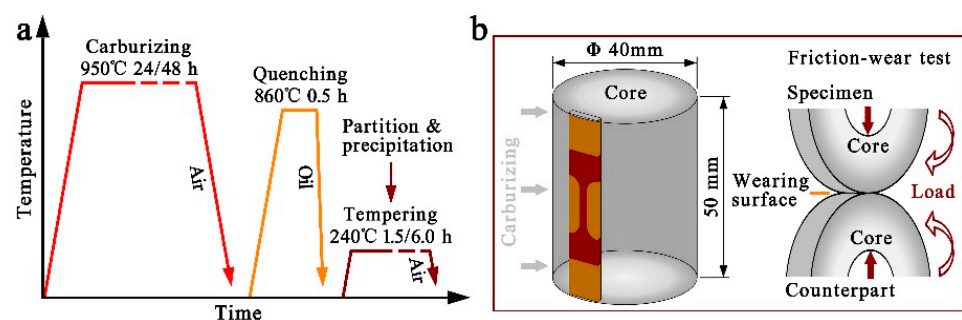 a
Carburizing
950℃ 24/48 h
Quenching
860℃ 0.5 h
Partition &
precipitation
Tempering
240℃ 1.5/6.0 h
Air
Oil
Air
Temperature
Time
b
Φ 40mm
Core
Carburizing
50 mm
Friction-wear test
Specimen
Core
Wearing
surface
Load
Core
Counterpart